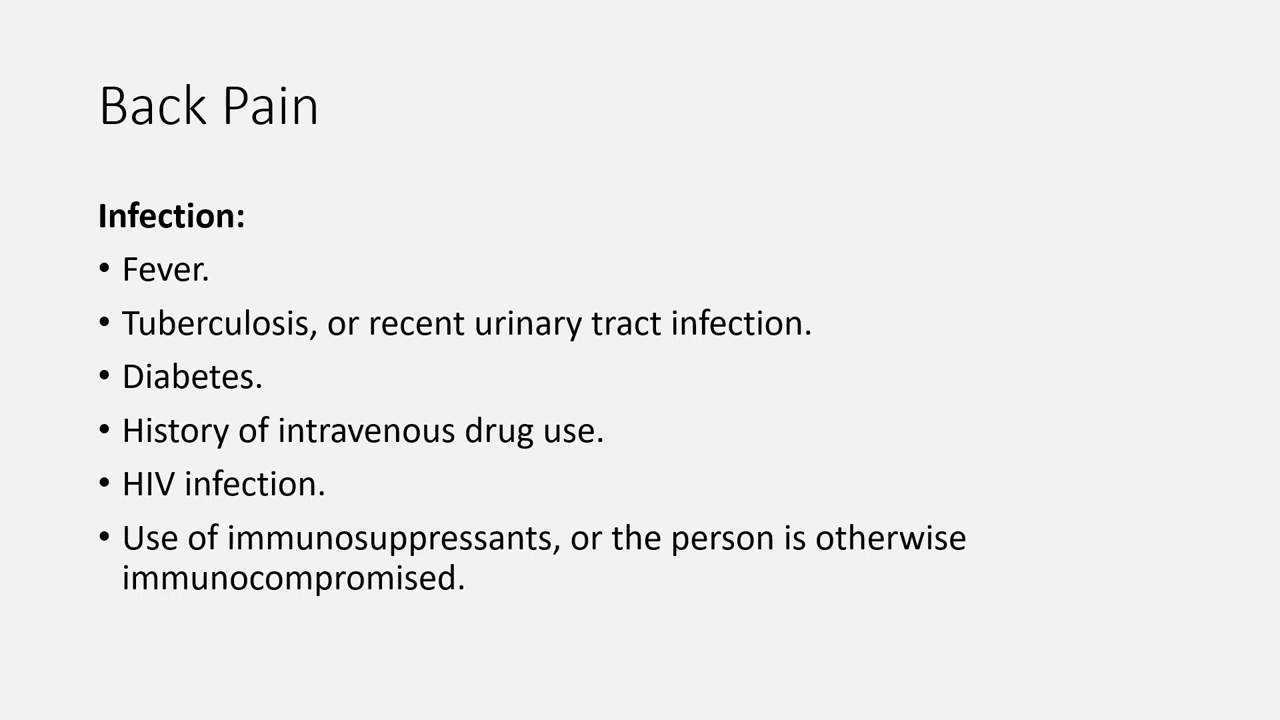 Back Pain
Infection:
• Fever.
• Tuberculosis, or recent urinary tract infection.
• Diabetes.
• History of intravenous drug use.
• HIV infection.
• Use of immunosuppressants, or the person is otherwise
immunocompromised.